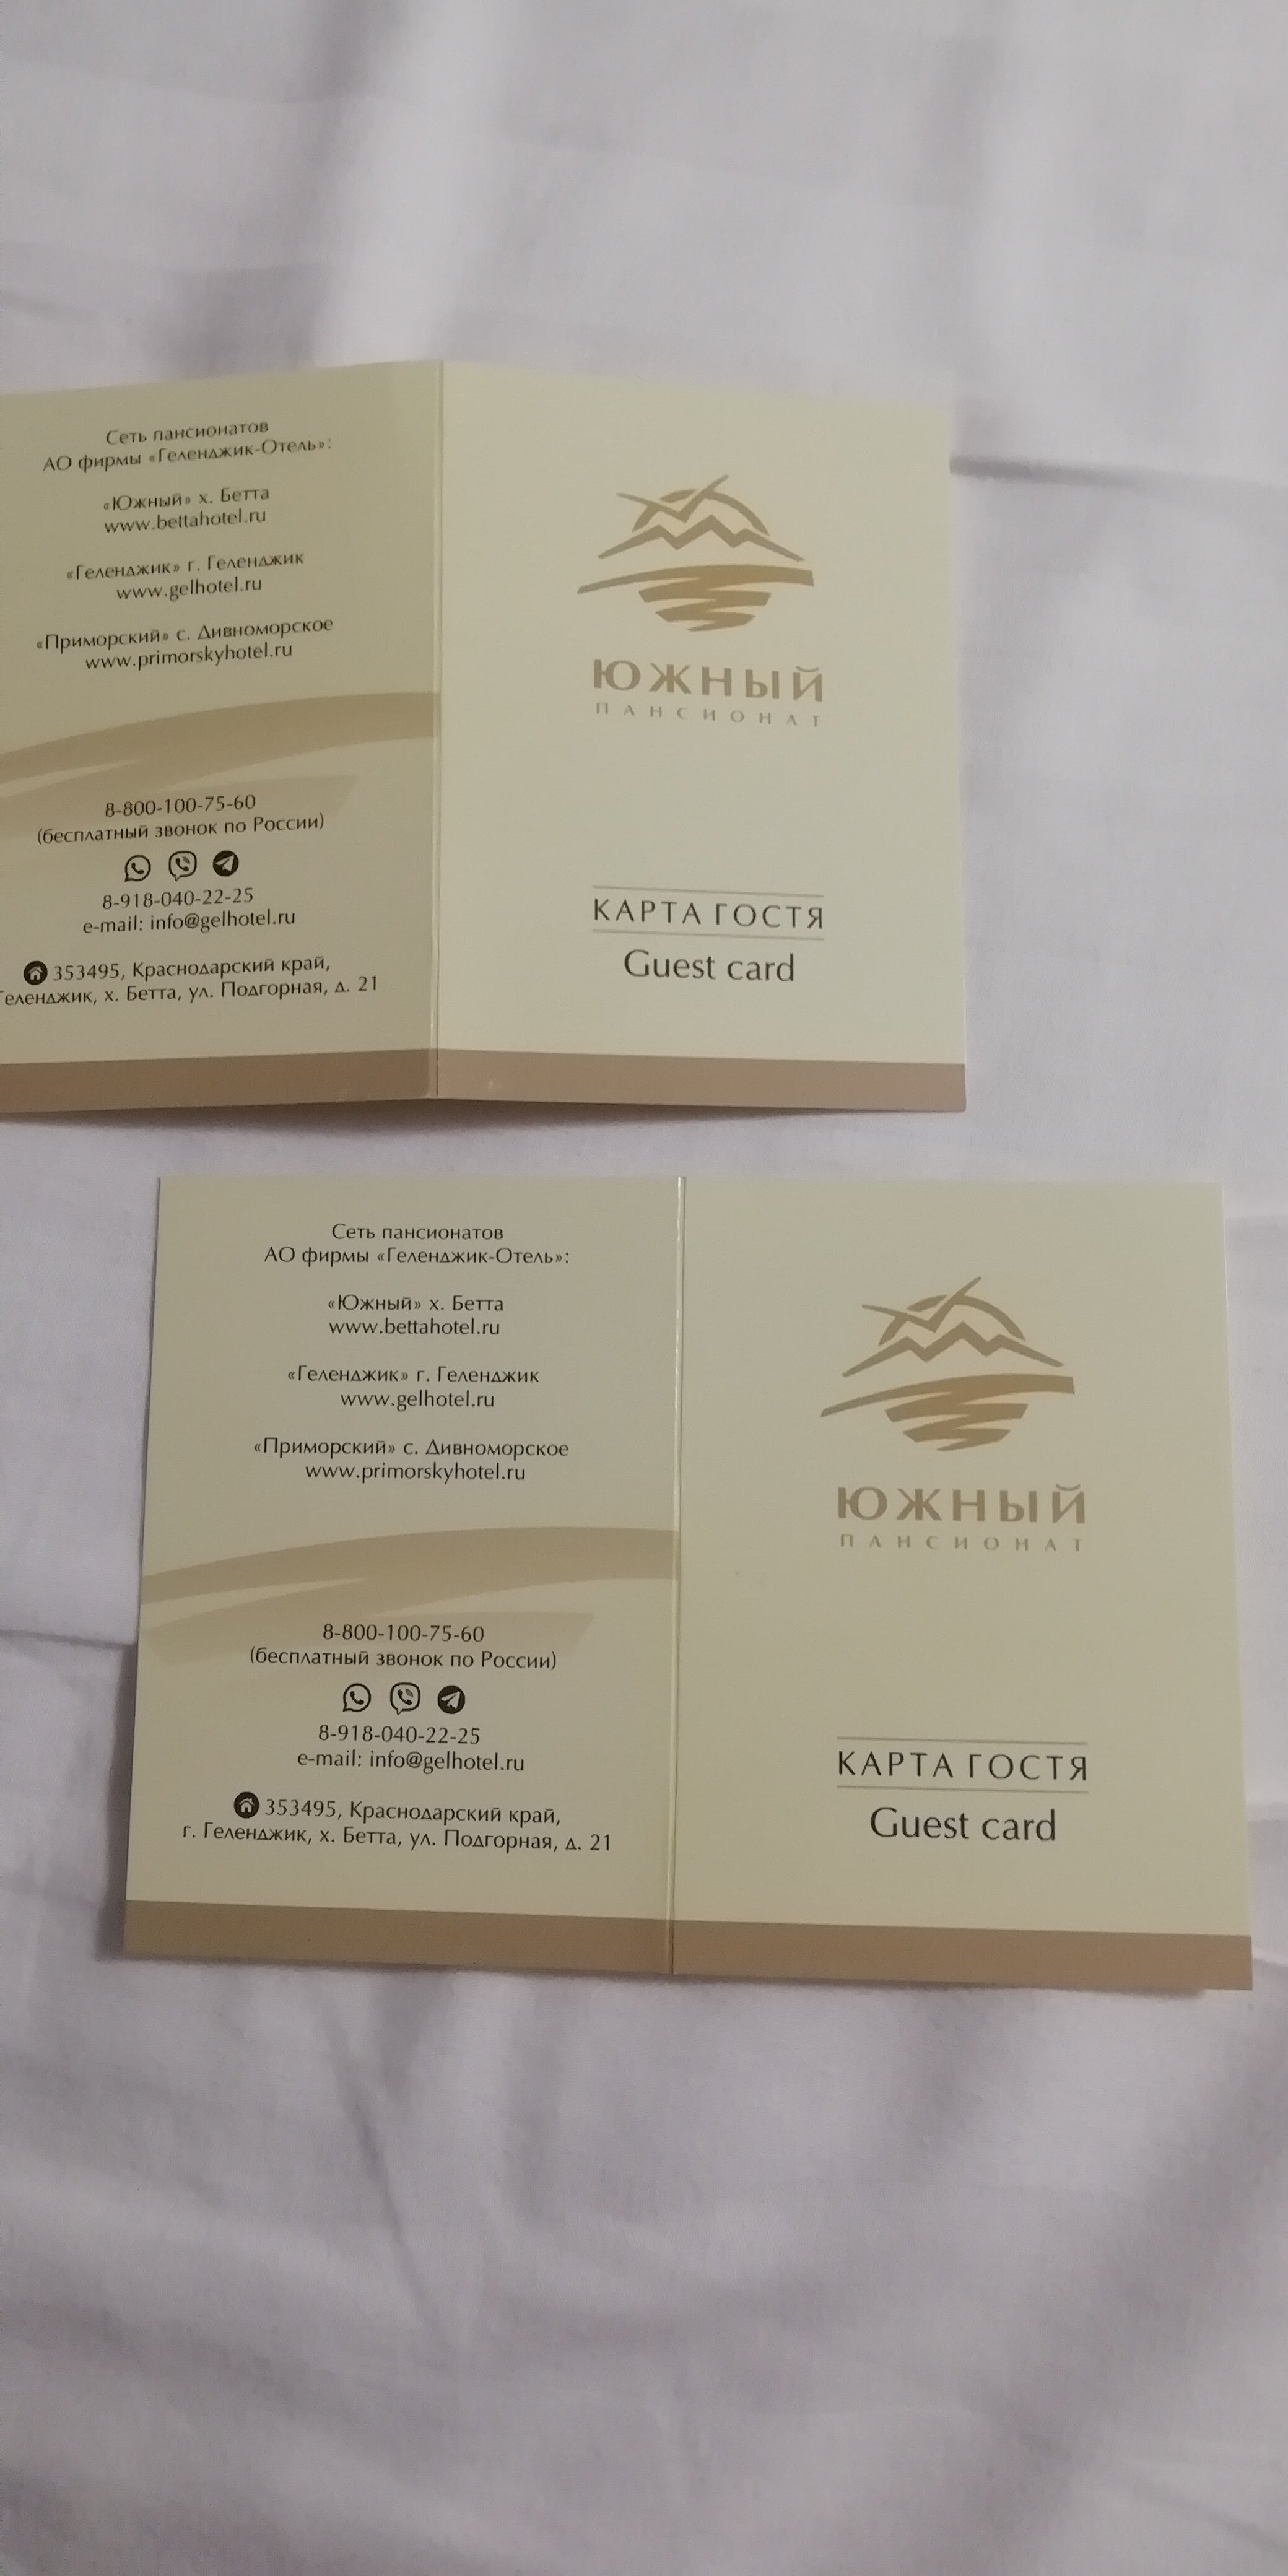 Сеть пансионатов
АО фирмы «Геленджик-Отель»:
«Южный» х. Бетта
www.bettahotel.ru
«Геленджик» г. Геленджик
www.gelhotel.ru
«Приморский» с. Дивноморское
www.primorskyhotel.ru
8-800-100-75-60
(бесплатный звонок по России)
8-918-040-22-25
e-mail: info@gelhotel.ru
353495, Краснодарский край,
Геленджик, х. Бетта, ул. Подгорная, д. 21
ЮЖНЫЙ
ПАНСИОНАТ
КАРТА ГОСТЯ
Guest card
Сеть пансионатов
АО фирмы «Геленджик-Отель»:
«Южный» х. Бетта
www.bettahotel.ru
«Геленджик» г. Геленджик
www.gelhotel.ru
«Приморский» с. Дивноморское
www.primorskyhotel.ru
8-800-100-75-60
(бесплатный звонок по России)
8-918-040-22-25
e-mail: info@gelhotel.ru
353495, Краснодарский край,
г. Геленджик, х. Бетта, ул. Подгорная, д. 21
ЮЖНЫЙ
ПАНСИОНАТ
КАРТА ГОСТЯ
Guest card